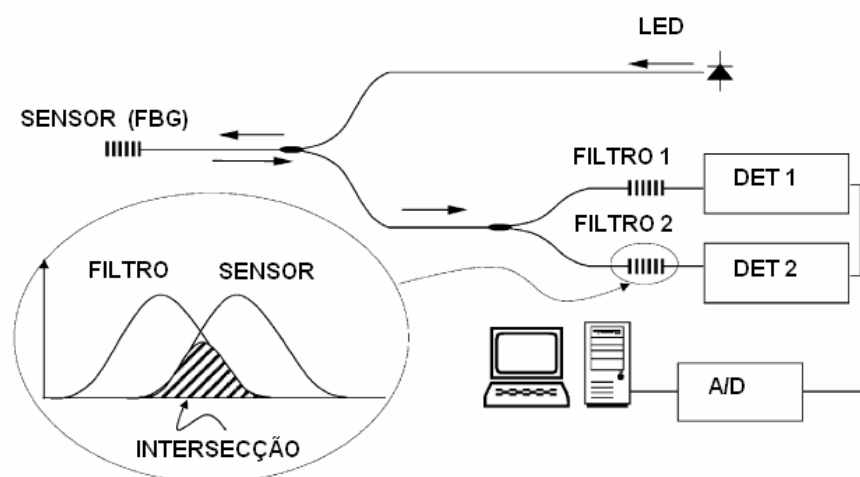 LED
SENSOR (FBG)
FILTRO 1
DET 1
FILTRO 2
DET 2
FILTRO
SENSOR
A/D
INTERSECÇÃO